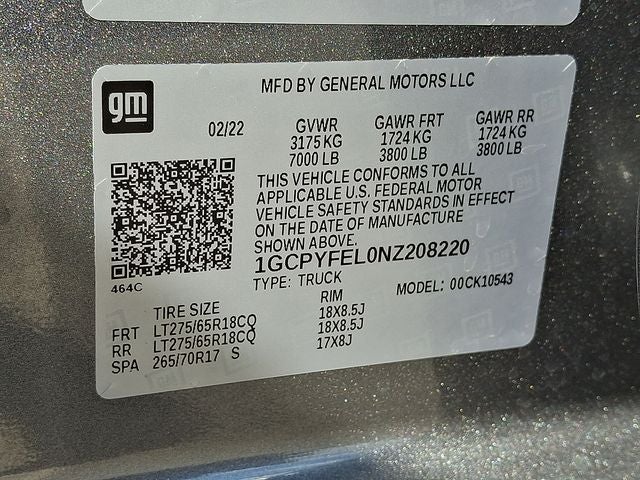 gm
MFD BY GENERAL MOTORS LLC
02/22 GVWR GAWR FRT GAWR RR
3175 KG 1724 KG 1724 KG
7000 LB 3800 LB 3800 LB
THIS VEHICLE CONFORMS TO ALL
APPLICABLE U.S. FEDERAL MOTOR
VEHICLE SAFETY STANDARDS IN EFFECT
ON THE DATE OF MANUFACTURE
SHOWN ABOVE.
1GCPYFEL0NZ208220
TYPE: TRUCK MODEL: 00CK10543
464C
TIRE SIZE RIM
FRT LT275/65R18CQ 18X8.5J
RR LT275/65R18CQ 18X8.5J
SPA 265/70R17 S 17X8J